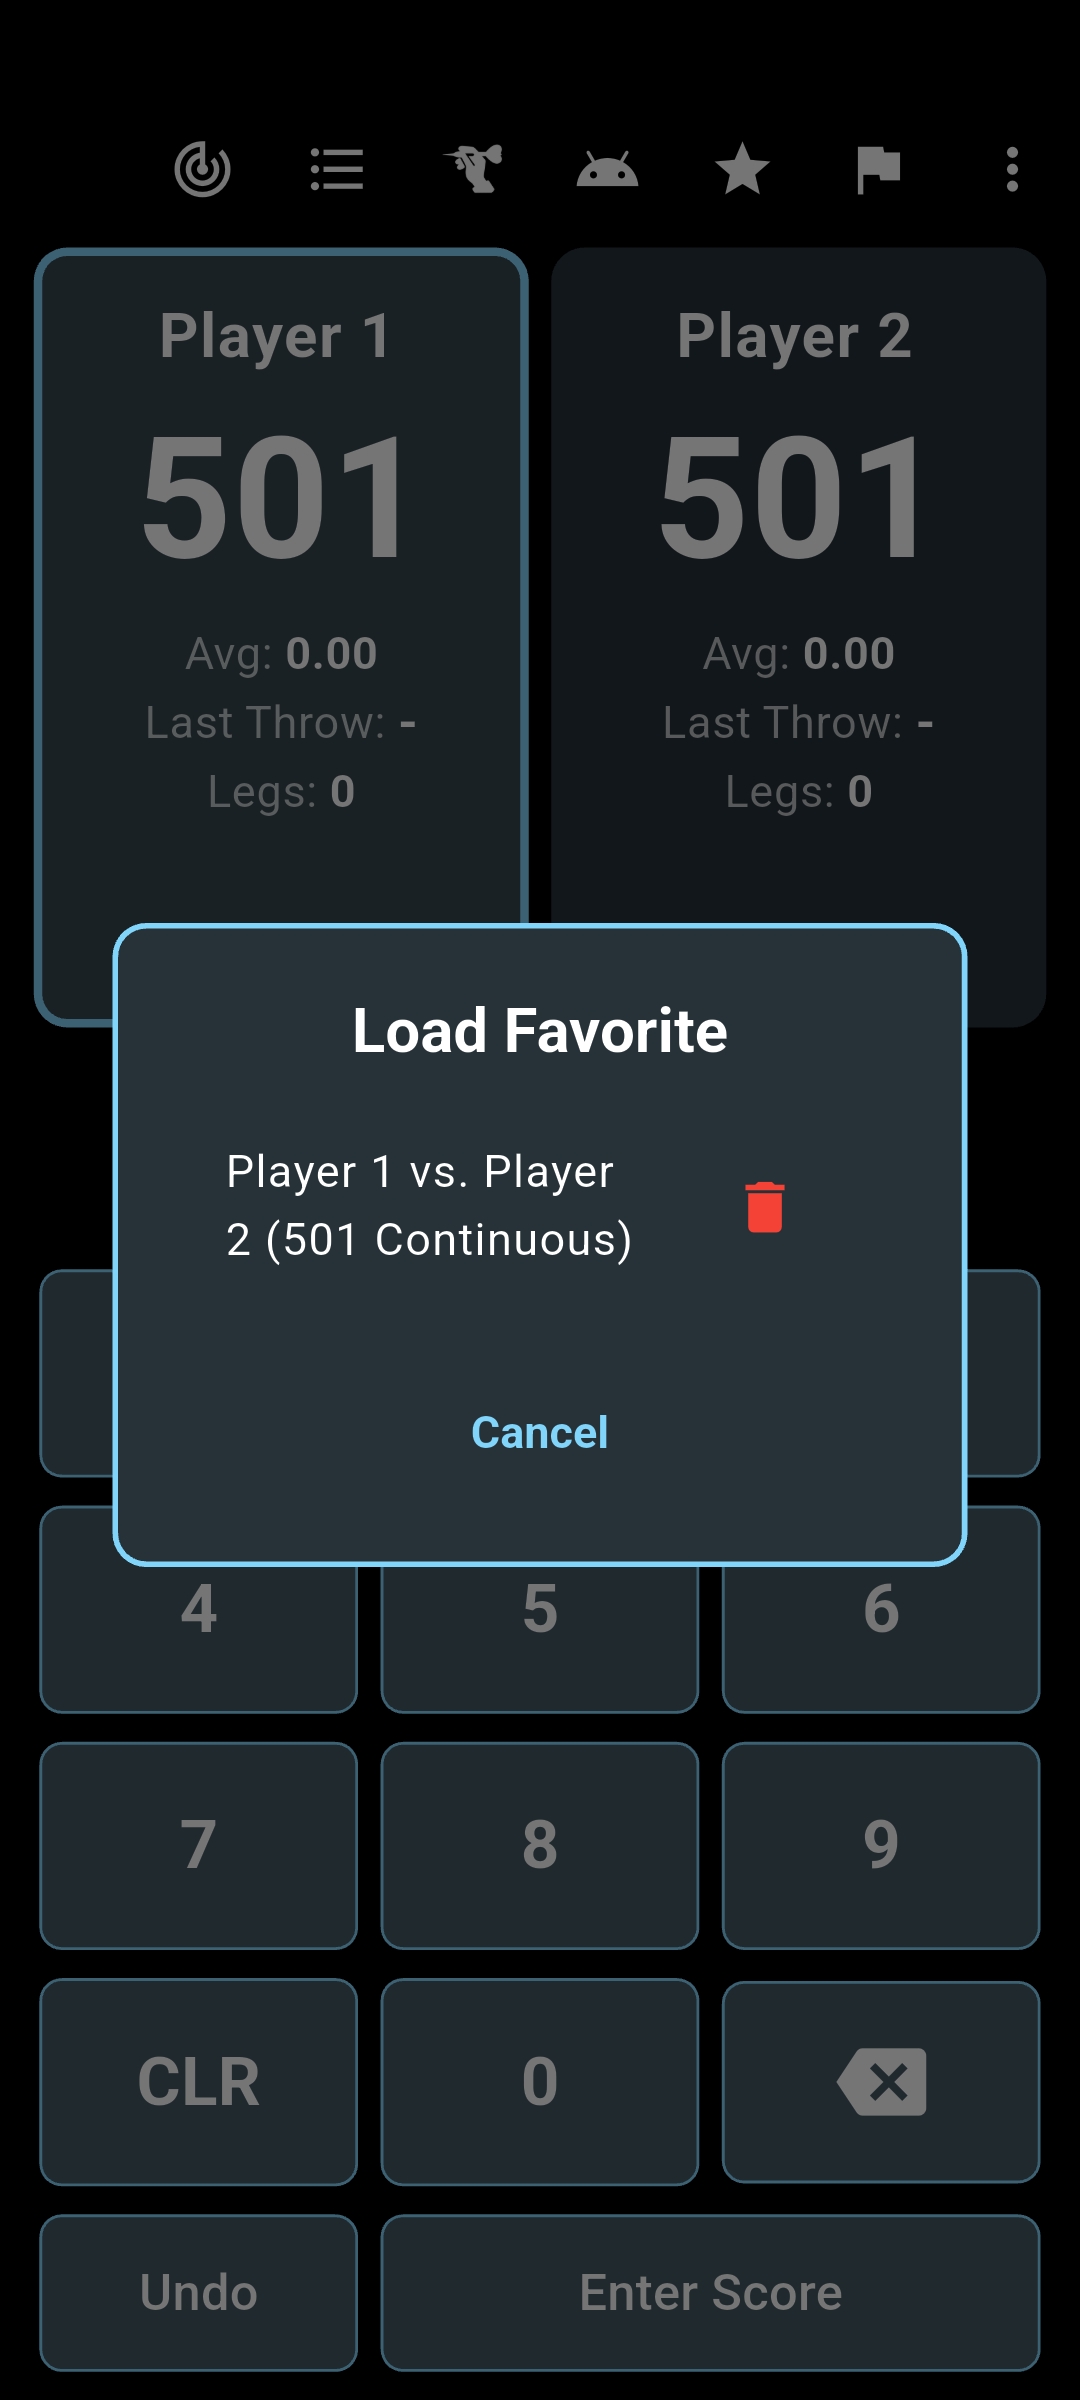 Player 1
501
Avg: 0.00
Last Throw: -
Legs: 0
Player 2
501
Avg: 0.00
Last Throw: -
Legs: 0
Load Favorite
Player 1 vs. Player
2 (501 Continuous)
Cancel
4
5
6
7
8
9
CLR
0
Undo
Enter Score